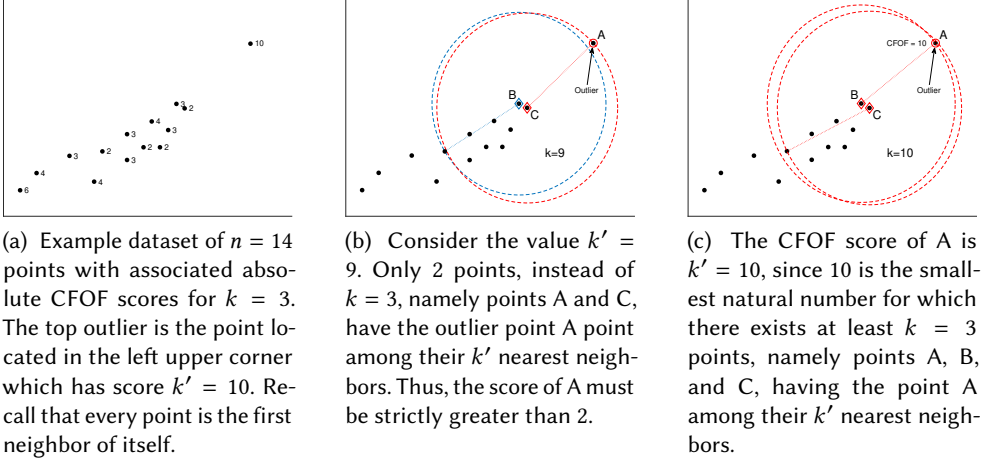 10
3
2
4
3
3
2
2
2
3
3
4
4
6
A
B
C
Outlier
k=9
A
CFOF = 10
B
C
Outlier
k=10
(a) Example dataset of n = 14
points with associated abso-
lute CFOF scores for k = 3.
The top outlier is the point lo-
cated in the left upper corner
which has score k′ = 10. Re-
call that every point is the first
neighbor of itself.
(b) Consider the value k′ =
9. Only 2 points, instead of
k = 3, namely points A and C,
have the outlier point A point
among their k′ nearest neigh-
bors. Thus, the score of A must
be strictly greater than 2.
(c) The CFOF score of A is
k′ = 10, since 10 is the small-
est natural number for which
there exists at least k = 3
points, namely points A, B,
and C, having the point A
among their k′ nearest neigh-
bors.